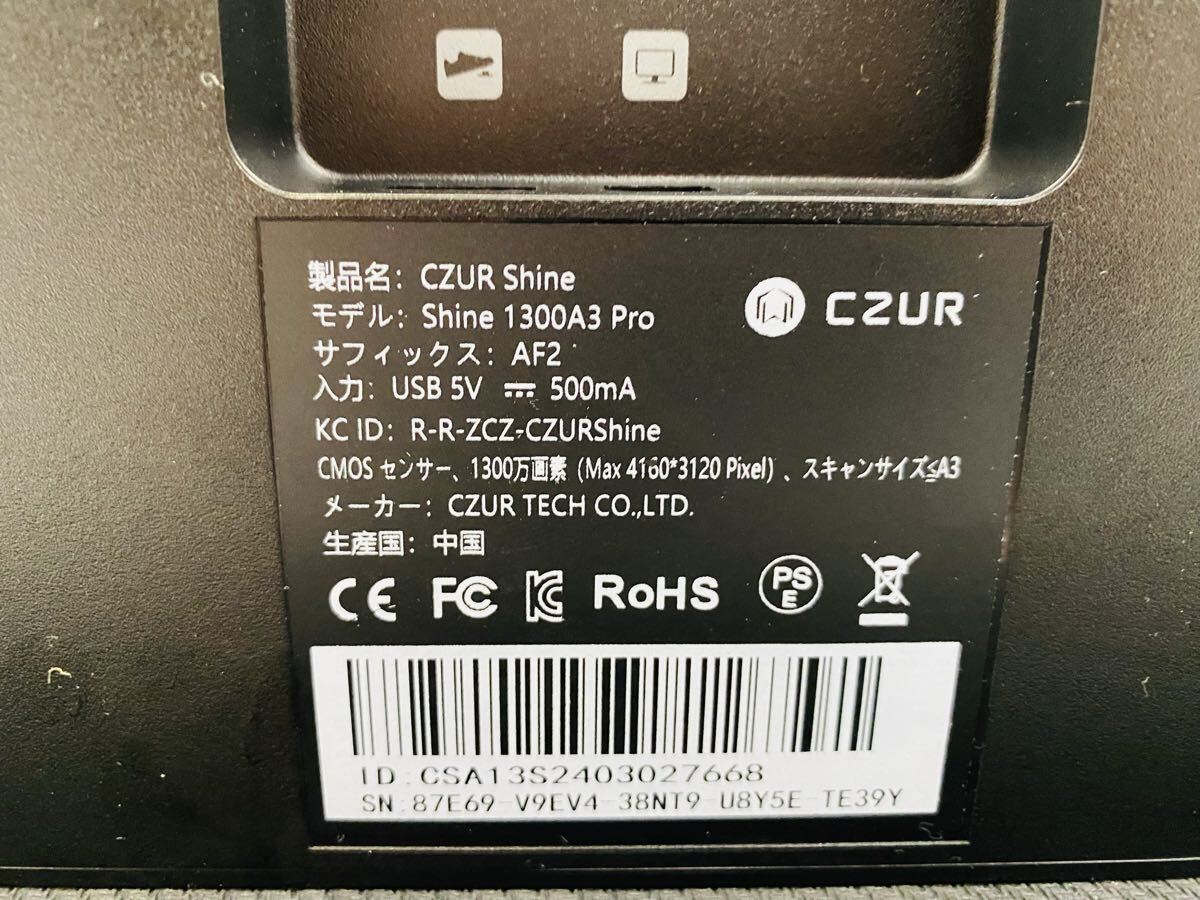 製品名：CZUR Shine
CZUR
モデル：Shine 1300A3 Pro
サフィックス：AF2
入力：USB 5V ⎓ 500mA
KC ID：R-R-ZCZ-CZURShine
CMOS センサー、1300万画素（Max 4160*3120 Pixel）、スキャンサイズ≦A3
メーカー：CZUR TECH CO.,LTD.
生産国：中国
CE FC KC RoHS PSE
ID:CSA13S2403027668
SN:87E69-V9EV4-38NT9-U8Y5E-TE39Y